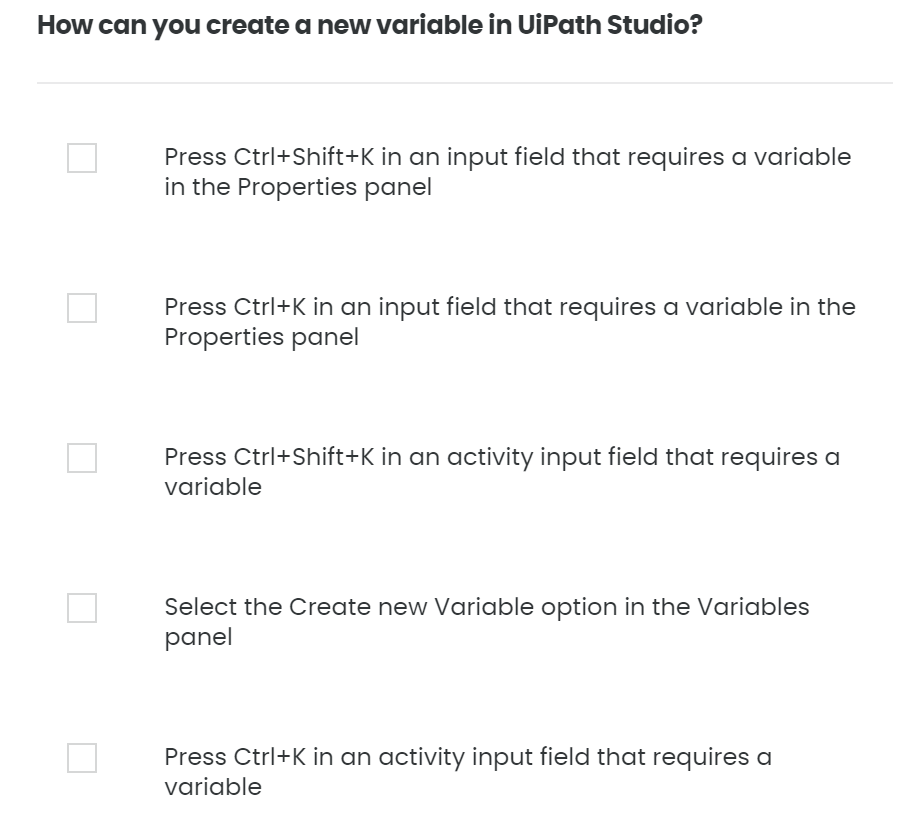 How can you create a new variable in UiPath Studio?
Press Ctrl+Shift+K in an input field that requires a variable
in the Properties panel
Press Ctrl+K in an input field that requires a variable in the
Properties panel
Press Ctrl+Shift+K in an activity input field that requires a
variable
Select the Create new Variable option in the Variables
panel
Press Ctrl+K in an activity input field that requires a
variable